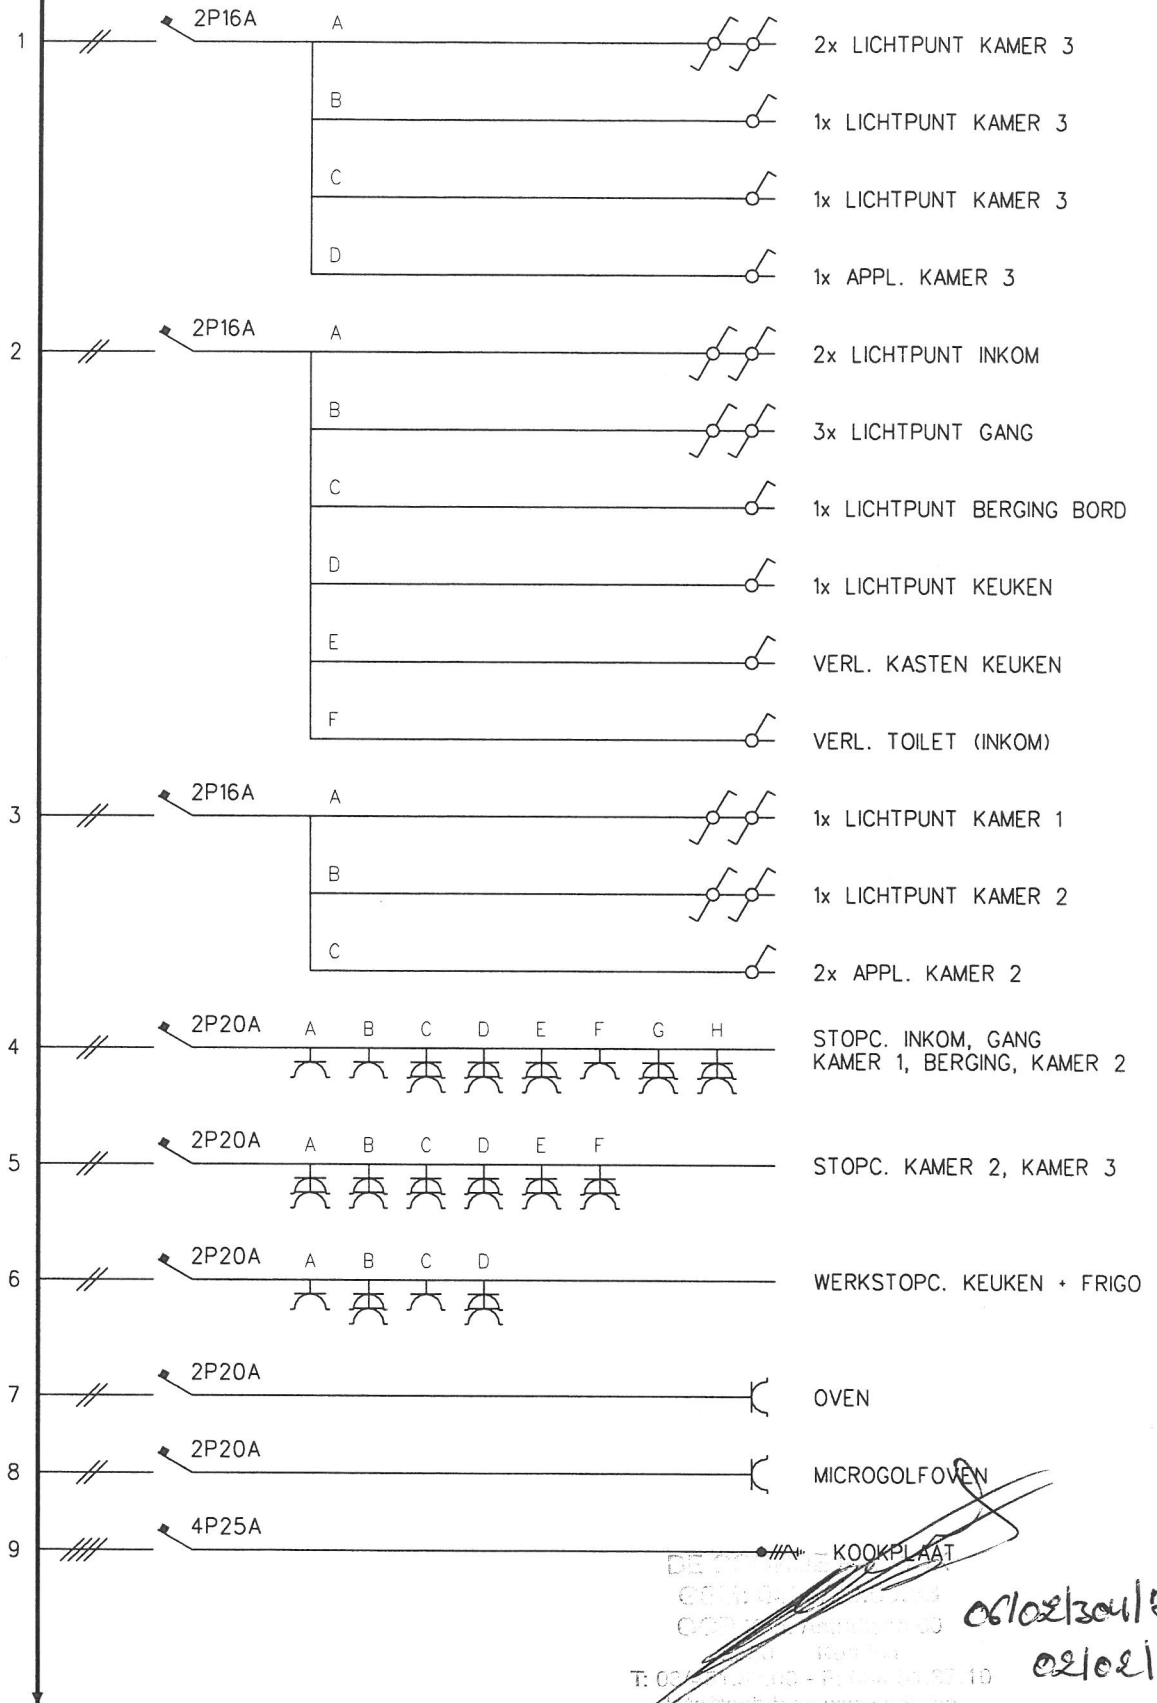 1 2P16A A 2x LICHTPUNT KAMER 3
B 1x LICHTPUNT KAMER 3
C 1x LICHTPUNT KAMER 3
D 1x APPL. KAMER 3
2 2P16A A 2x LICHTPUNT INKOM
B 3x LICHTPUNT GANG
C 1x LICHTPUNT BERGING BORD
D 1x LICHTPUNT KEUKEN
E VERL. KASTEN KEUKEN
F VERL. TOILET (INKOM)
3 2P16A A 1x LICHTPUNT KAMER 1
B 1x LICHTPUNT KAMER 2
C 2x APPL. KAMER 2
4 2P20A A B C D E F G H STOPC. INKOM, GANG
KAMER 1, BERGING, KAMER 2
5 2P20A A B C D E F STOPC. KAMER 2, KAMER 3
6 2P20A A B C D WERKSTOPC. KEUKEN + FRIGO
7 2P20A OVEN
8 2P20A MICROGOLFOVEN
9 4P25A KOOKPLAAT
DE
T:
02/02/